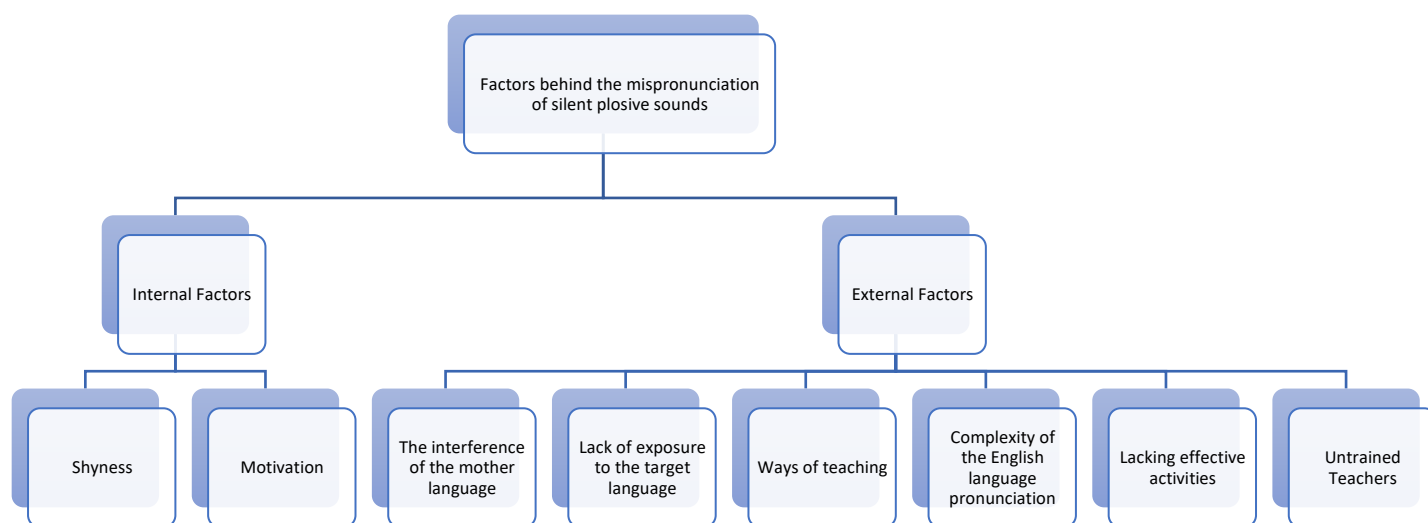 Factors behind the mispronunciation
of silent plosive sounds
Internal Factors
External Factors
Shyness
Motivation
The interference
of the mother
language
Lack of exposure
to the target
language
Ways of teaching
Complexity of
the English
language
pronunciation
Lacking effective
activities
Untrained
Teachers